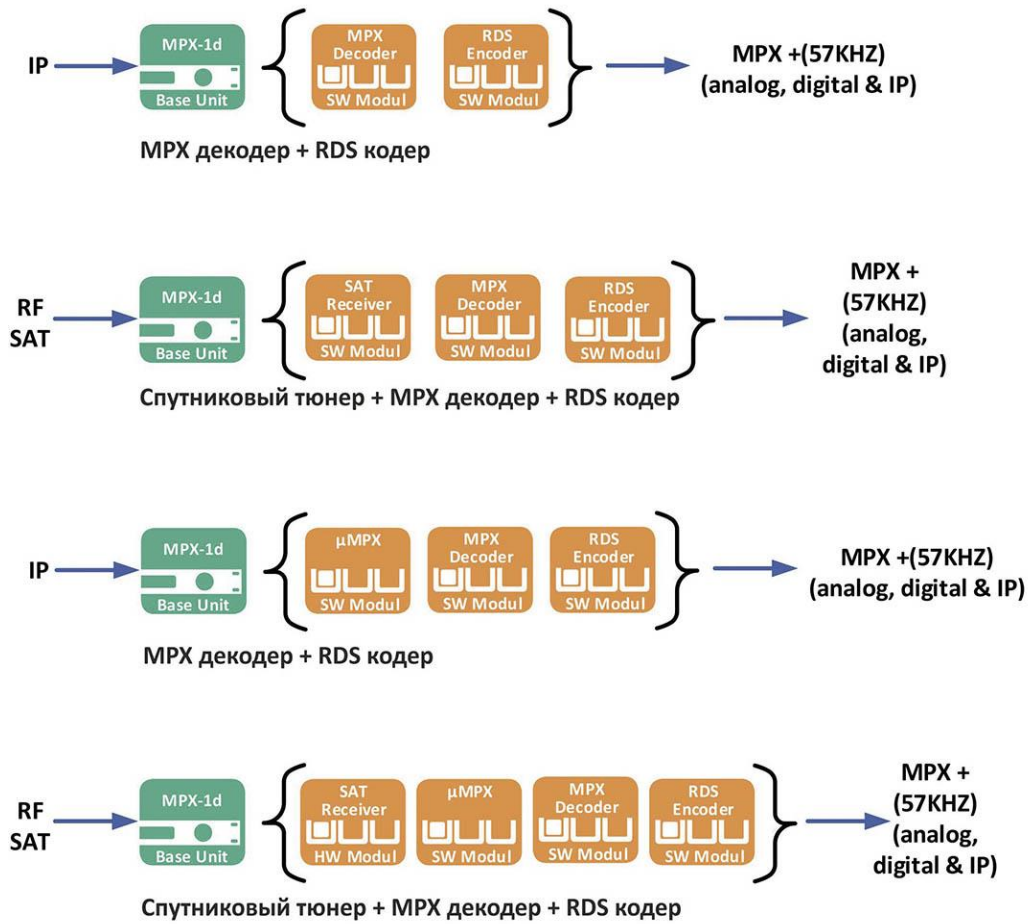 IP
MPX-1d
Base Unit
MPX
Decoder
SW Modul
RDS
Encoder
SW Modul
MPX +(57KHZ)
(analog, digital & IP)
MPX декодер + RDS кодер
RF
SAT
MPX-1d
Base Unit
SAT
Receiver
SW Modul
MPX
Decoder
SW Modul
RDS
Encoder
SW Modul
MPX +
(57KHZ)
(analog,
digital & IP)
Спутниковый тюнер + MPX декодер + RDS кодер
IP
MPX-1d
Base Unit
μMPX
SW Modul
MPX
Decoder
SW Modul
RDS
Encoder
SW Modul
MPX +(57KHZ)
(analog, digital & IP)
MPX декодер + RDS кодер
RF
SAT
MPX-1d
Base Unit
SAT
Receiver
HW Modul
μMPX
SW Modul
MPX
Decoder
SW Modul
RDS
Encoder
SW Modul
MPX +
(57KHZ)
(analog,
digital & IP)
Спутниковый тюнер + MPX декодер + RDS кодер